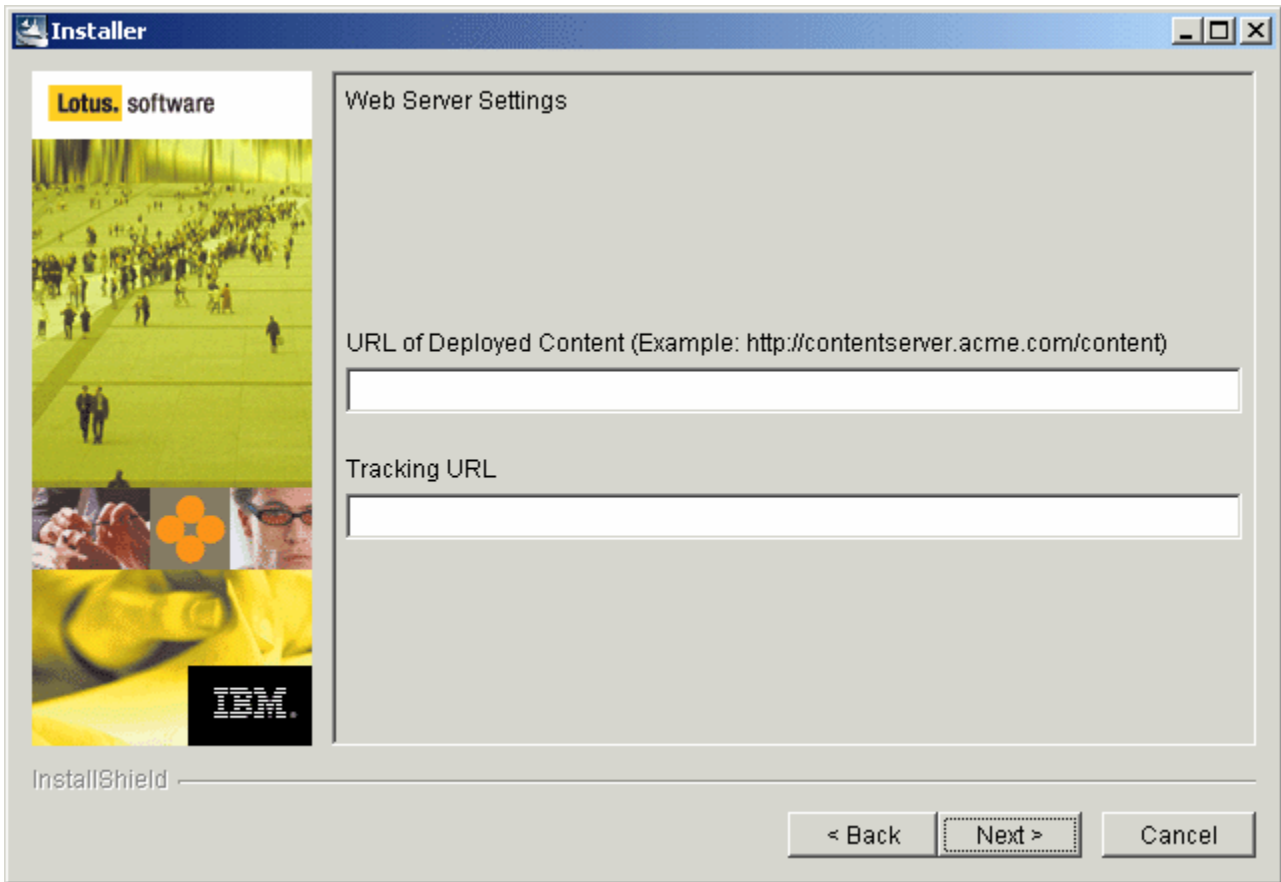 Installer
Lotus. software
Web Server Settings
URL of Deployed Content (Example: http://contentserver.acme.com/content)
Tracking URL
IBM.
InstallShield
< Back
Next >
Cancel